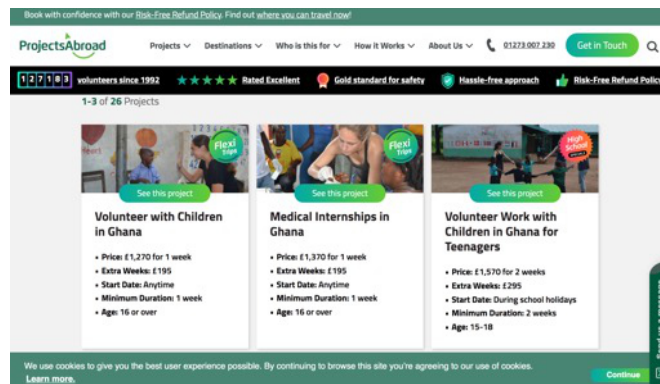 Book with confidence with our Risk-Free Refund Policy. Find out where you can travel now!
ProjectsAbroad
Projects
Destinations
Who is this for
How it Works
About Us
01273 007 230
Get in Touch
127183 volunteers since 1992
Rated Excellent
Gold standard for safety
Hassle-free approach
Risk-Free Refund Policy
1-3 of 26 Projects
Flexi Trips
See this project
Volunteer with Children
in Ghana
• Price: £1,270 for 1 week
• Extra Weeks: £195
• Start Date: Anytime
• Minimum Duration: 1 week
• Age: 16 or over
Flexi Trips
See this project
Medical Internships in
Ghana
• Price: £1,370 for 1 week
• Extra Weeks: £195
• Start Date: Anytime
• Minimum Duration: 1 week
• Age: 16 or over
High School
See this project
Volunteer Work with
Children in Ghana for
Teenagers
• Price: £1,570 for 2 weeks
• Extra Weeks: £295
• Start Date: During school holidays
• Minimum Duration: 2 weeks
• Age: 15-18
We use cookies to give you the best user experience possible. By continuing to browse this site you're agreeing to our use of cookies.
Learn more.
Continue